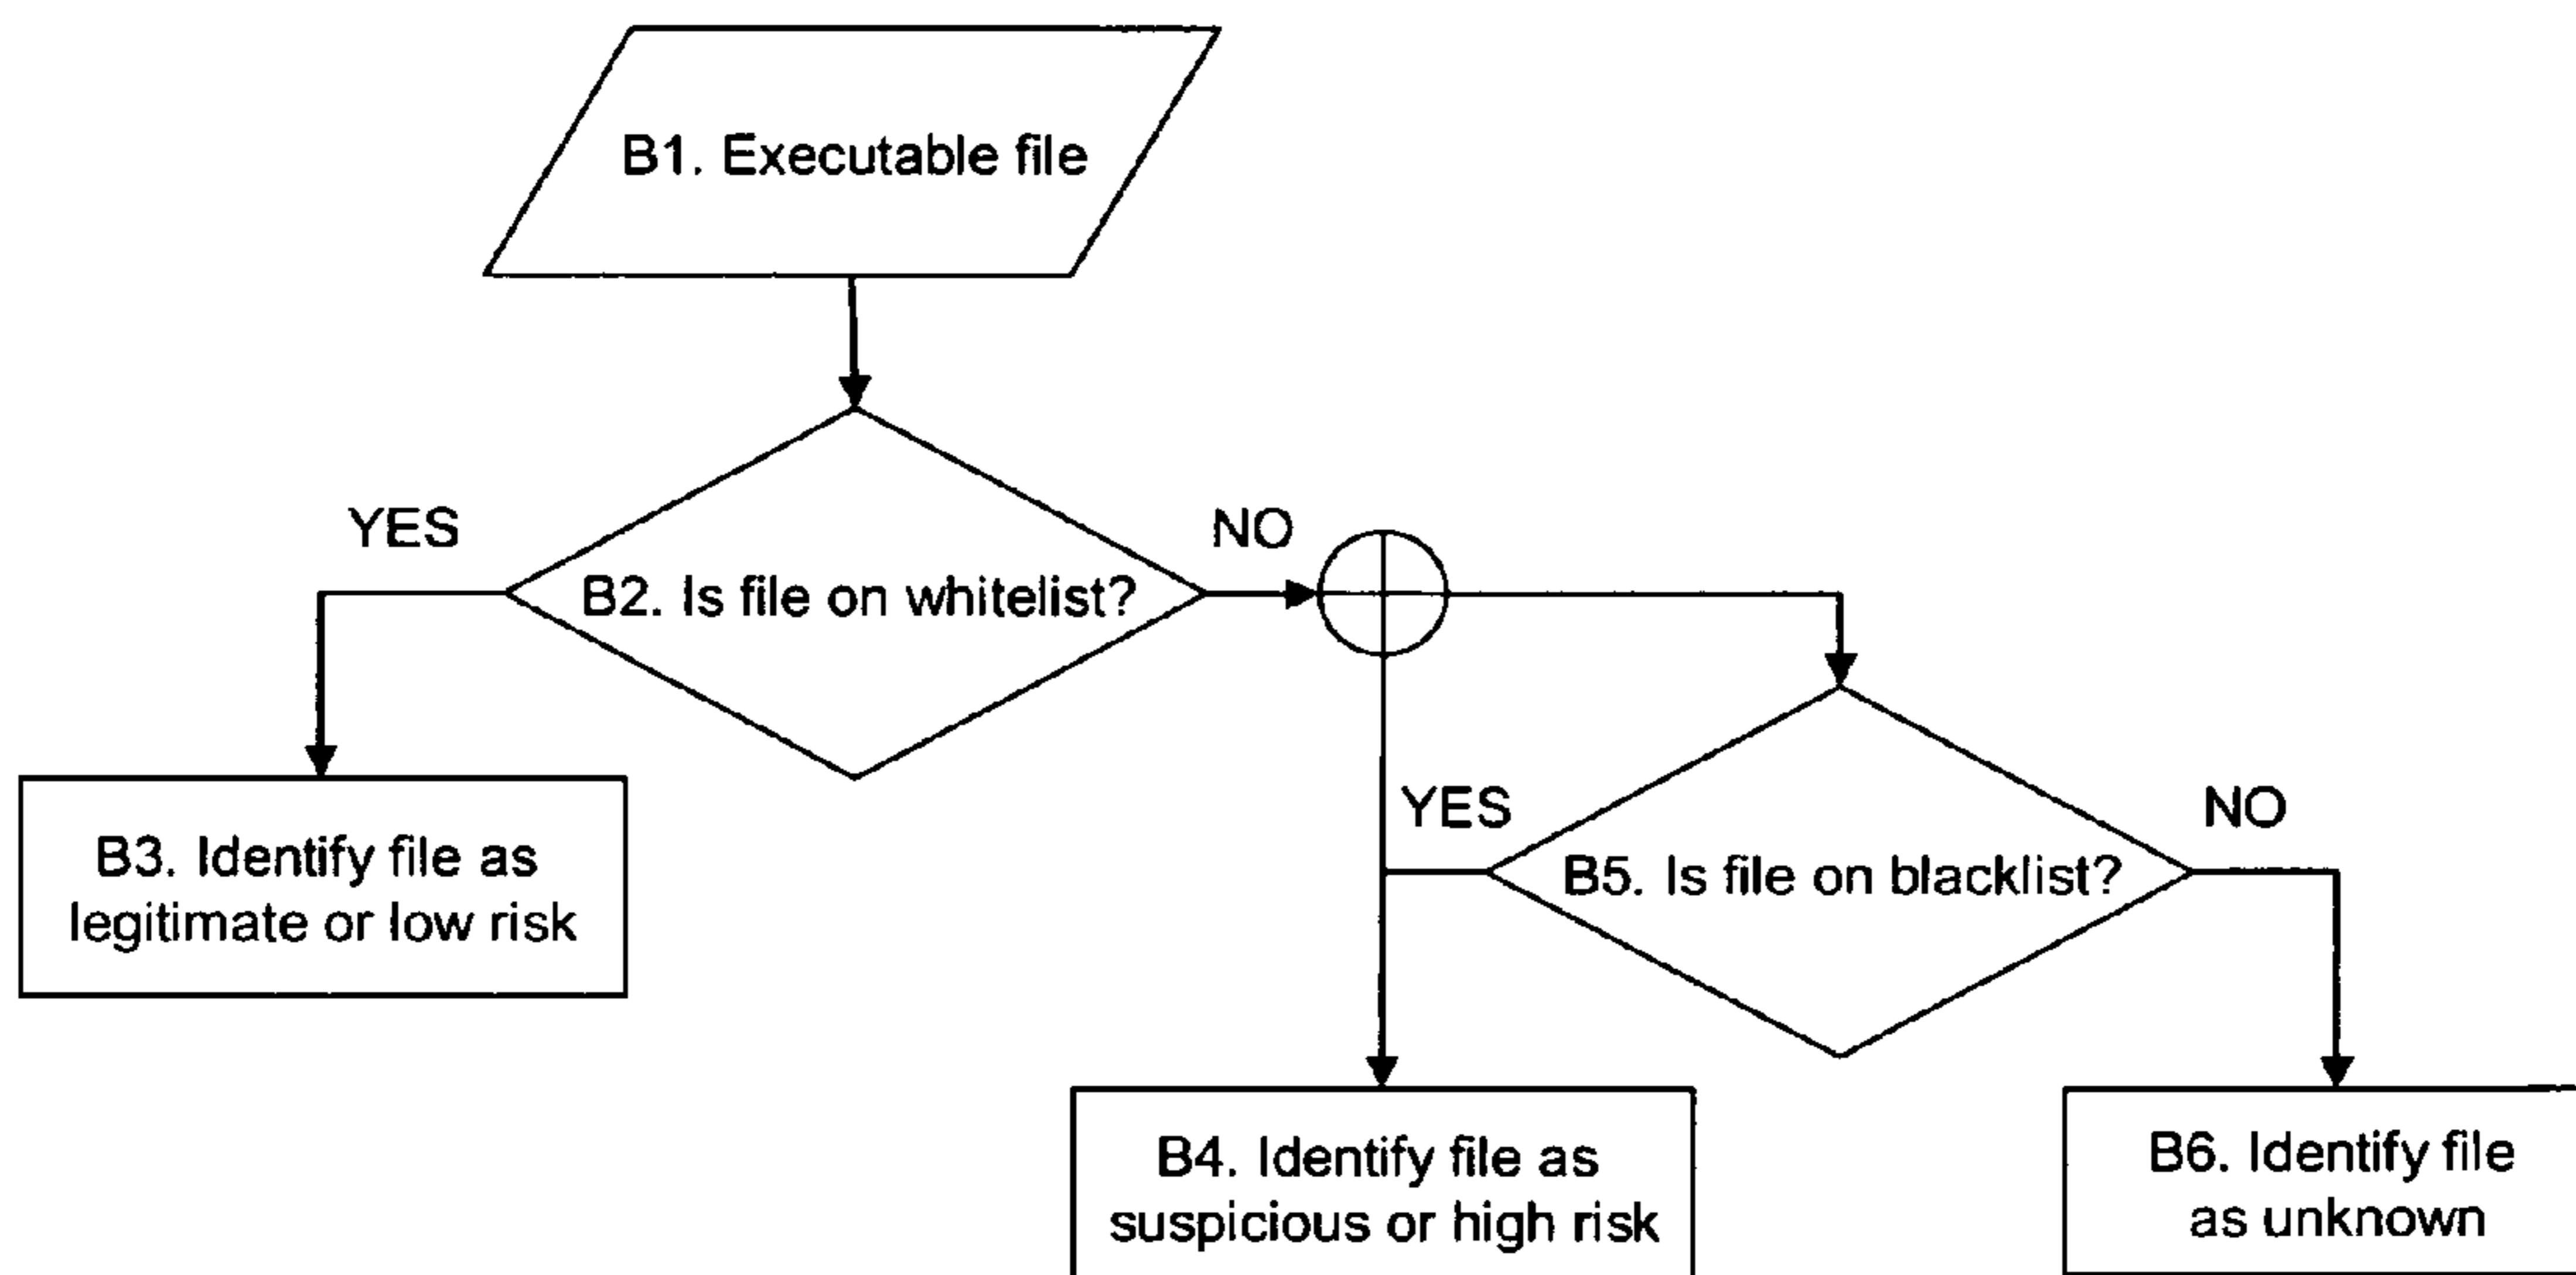 B1. Executable file
YES
NO
B2. Is file on whitelist?
B3. Identify file as
legitimate or low risk
YES
NO
B5. Is file on blacklist?
B4. Identify file as
suspicious or high risk
B6. Identify file
as unknown